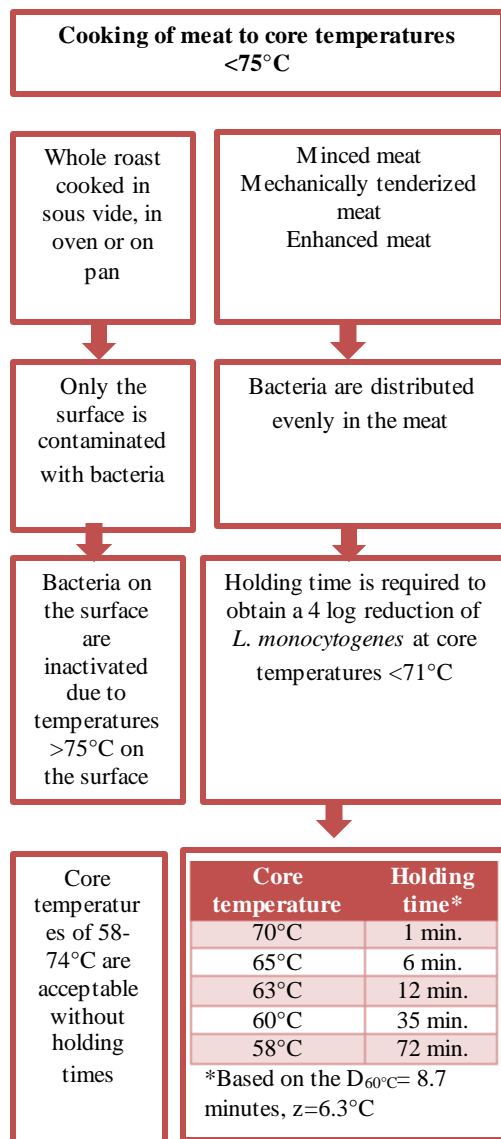 Cooking of meat to core temperatures
<75°C
Whole roast
cooked in
sous vide, in
oven or on
pan
Minced meat
Mechanically tenderized
meat
Enhanced meat
Only the
surface is
contaminated
with bacteria
Bacteria are distributed
evenly in the meat
Bacteria on
the surface
are
inactivated
due to
temperatures
>75°C on
the surface
Holding time is required to
obtain a 4 log reduction of
L. monocytogenes at core
temperatures <71°C
Core
temperatur
es of 58-
74°C are
acceptable
without
holding
times
Core temperature Holding time*
70°C 1 min.
65°C 6 min.
63°C 12 min.
60°C 35 min.
58°C 72 min.
*Based on the D60°C= 8.7
minutes, z=6.3°C